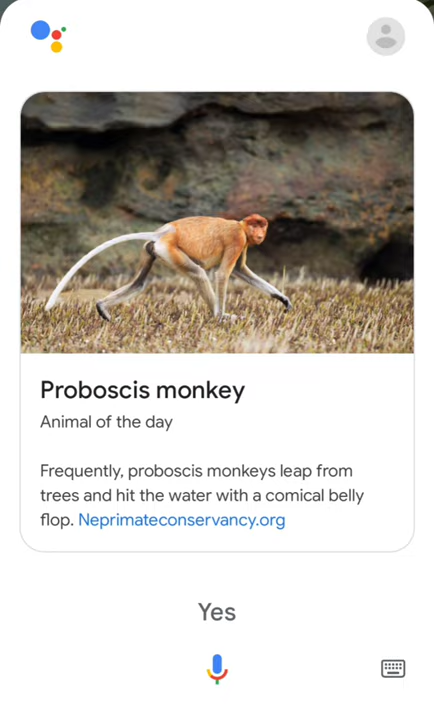 Proboscis monkey
Animal of the day
Frequently, proboscis monkeys leap from
trees and hit the water with a comical belly
flop. Neprimateconservancy.org
Yes